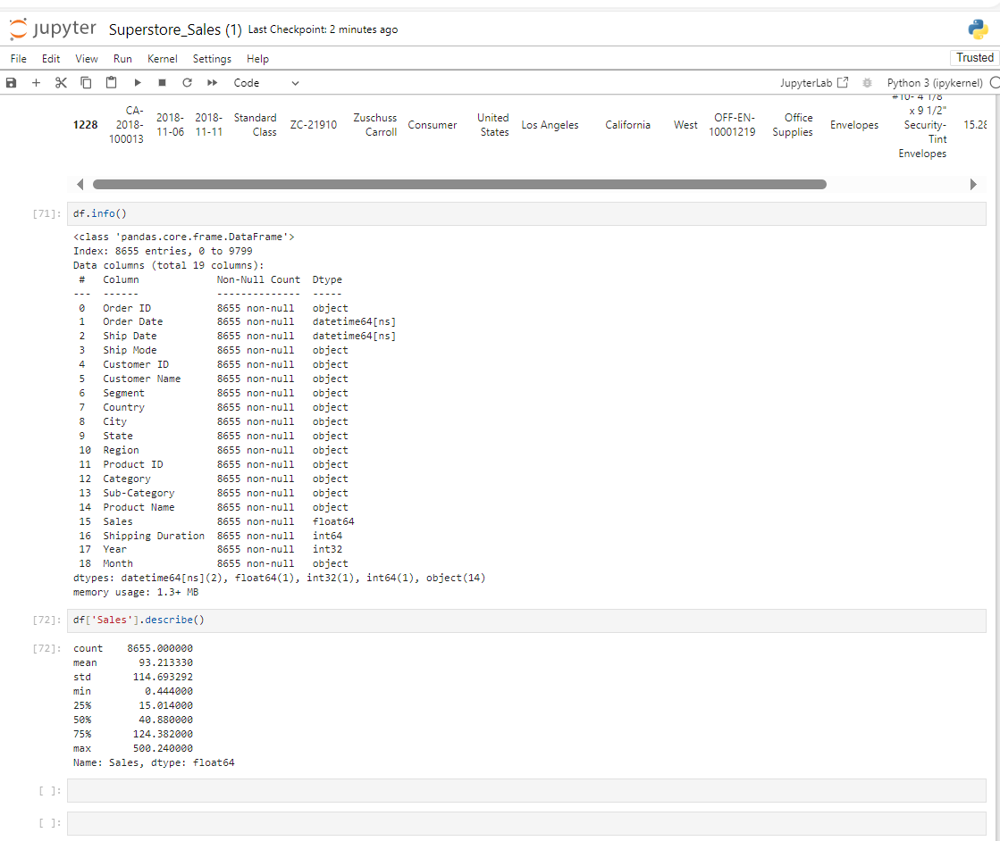 jupyter Superstore_Sales (1) Last Checkpoint: 2 minutes ago
File Edit View Run Kernel Settings Help Trusted
Code JupyterLab Python 3 (ipykernel)
#10- 4 1/8"
CA- x 9 1/2"
1228 2018- 2018- 2018- Standard ZC-21910 Zuschuss Consumer United Los Angeles California West OFF-EN- Office Envelopes Security- 15.28
100013 11-06 11-11 Class Carroll States 10001219 Supplies Tint
Envelopes
[71]: df.info()
<class 'pandas.core.frame.DataFrame'>
Index: 8655 entries, 0 to 9799
Data columns (total 19 columns):
# Column Non-Null Count Dtype
--- ------ -------------- -----
0 Order ID 8655 non-null object
1 Order Date 8655 non-null datetime64[ns]
2 Ship Date 8655 non-null datetime64[ns]
3 Ship Mode 8655 non-null object
4 Customer ID 8655 non-null object
5 Customer Name 8655 non-null object
6 Segment 8655 non-null object
7 Country 8655 non-null object
8 City 8655 non-null object
9 State 8655 non-null object
10 Region 8655 non-null object
11 Product ID 8655 non-null object
12 Category 8655 non-null object
13 Sub-Category 8655 non-null object
14 Product Name 8655 non-null object
15 Sales 8655 non-null float64
16 Shipping Duration 8655 non-null int64
17 Year 8655 non-null int32
18 Month 8655 non-null object
dtypes: datetime64[ns](2), float64(1), int32(1), int64(1), object(14)
memory usage: 1.3+ MB
[72]: df['Sales'].describe()
[72]: count 8655.000000
mean 93.213330
std 114.693292
min 0.444000
25% 15.014000
50% 40.880000
75% 124.382000
max 500.240000
Name: Sales, dtype: float64
[ ]:
[ ]: